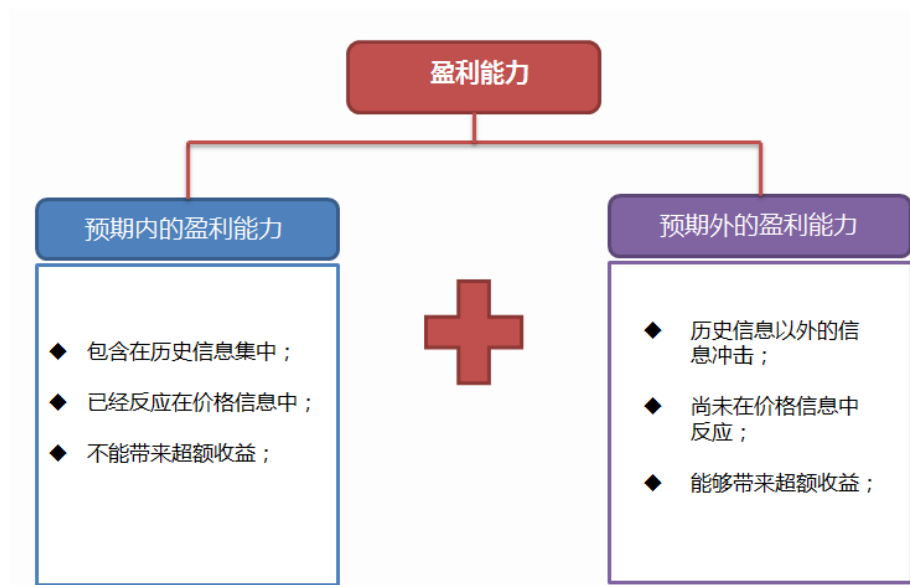 盈利能力
预期内的盈利能力
包含在历史信息集中；
已经反应在价格信息中；
不能带来超额收益；
预期外的盈利能力
历史信息以外的信
息冲击；
尚未在价格信息中
反应；
能够带来超额收益；